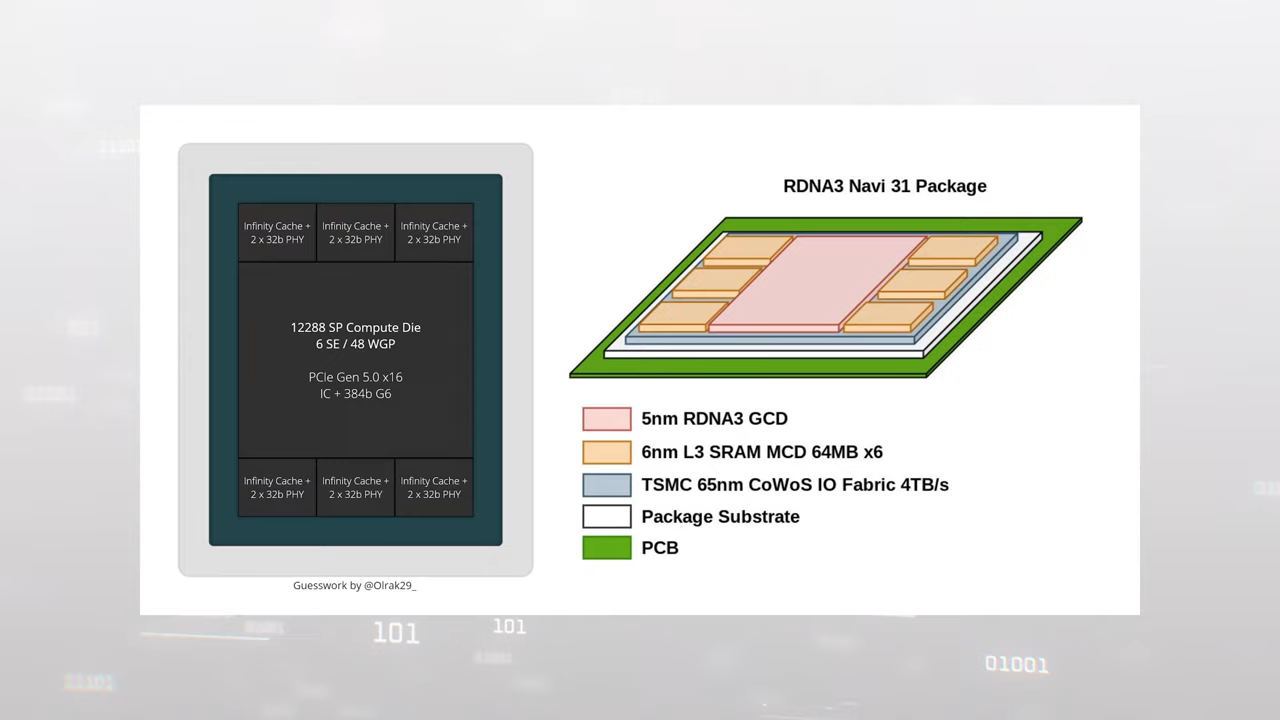 Infinity Cache +
2 x 32b PHY
Infinity Cache +
2 x 32b PHY
Infinity Cache +
2 x 32b PHY
12288 SP Compute Die
6 SE / 48 WGP
PCIe Gen 5.0 x16
IC + 384b G6
Infinity Cache +
2 x 32b PHY
Infinity Cache +
2 x 32b PHY
Infinity Cache +
2 x 32b PHY
Guesswork by @Olrak29_
RDNA3 Navi 31 Package
5nm RDNA3 GCD
6nm L3 SRAM MCD 64MB x6
TSMC 65nm CoWoS IO Fabric 4TB/s
Package Substrate
PCB
101
101
01001